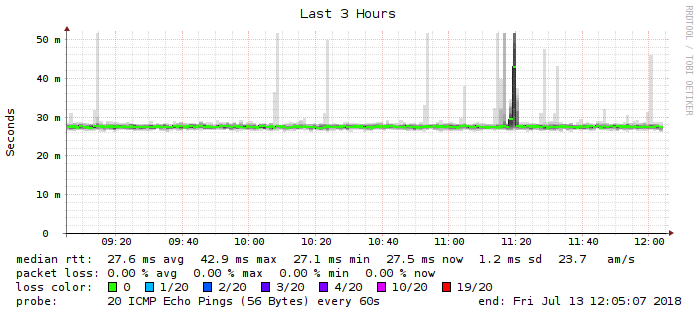 Last 3 Hours
RRDTOOL / TOBI OETIKER
Seconds
50 m
40 m
30 m
20 m
10 m
0
09:20 09:40 10:00 10:20 10:40 11:00 11:20 11:40 12:00
median rtt: 27.6 ms avg 42.9 ms max 27.1 ms min 27.5 ms now 1.2 ms sd 23.7 am/s
packet loss: 0.00 % avg 0.00 % max 0.00 % min 0.00 % now
loss color: 0 1/20 2/20 3/20 4/20 10/20 19/20
probe: 20 ICMP Echo Pings (56 Bytes) every 60s end: Fri Jul 13 12:05:07 2018